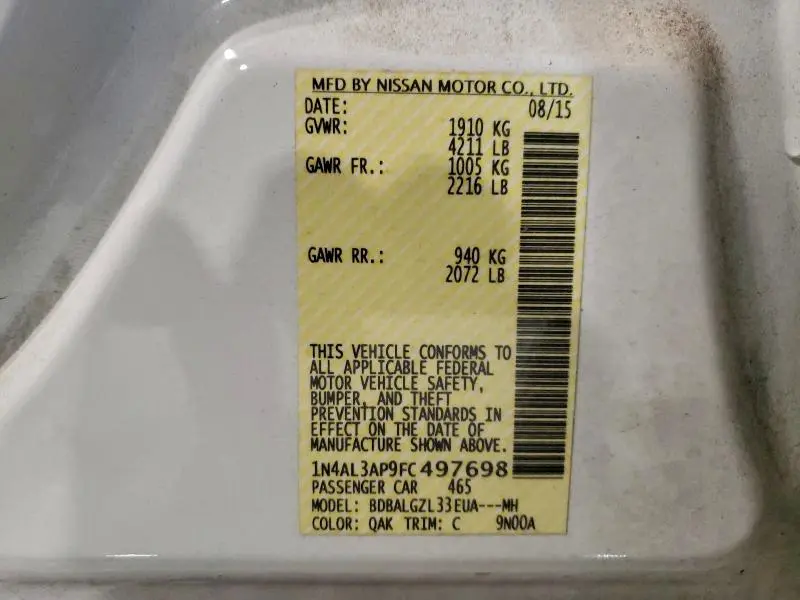 MFD BY NISSAN MOTOR CO., LTD.
DATE: 08/15
GVWR: 1910 KG
4211 LB
GAWR FR.: 1005 KG
2216 LB
GAWR RR.: 940 KG
2072 LB
THIS VEHICLE CONFORMS TO
ALL APPLICABLE FEDERAL
MOTOR VEHICLE SAFETY,
BUMPER, AND THEFT
PREVENTION STANDARDS IN
EFFECT ON THE DATE OF
MANUFACTURE SHOWN ABOVE.
1N4AL3AP9FC497698
PASSENGER CAR 465
MODEL: BDBALGZL33EUA---MH
COLOR: QAK TRIM: C 9N00A